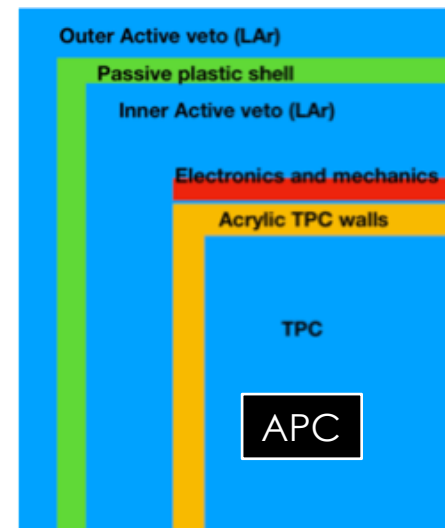 Outer Active veto (LAr)
Passive plastic shell
Inner Active veto (LAr)
Electronics and mechanics
Acrylic TPC walls
TPC
APC